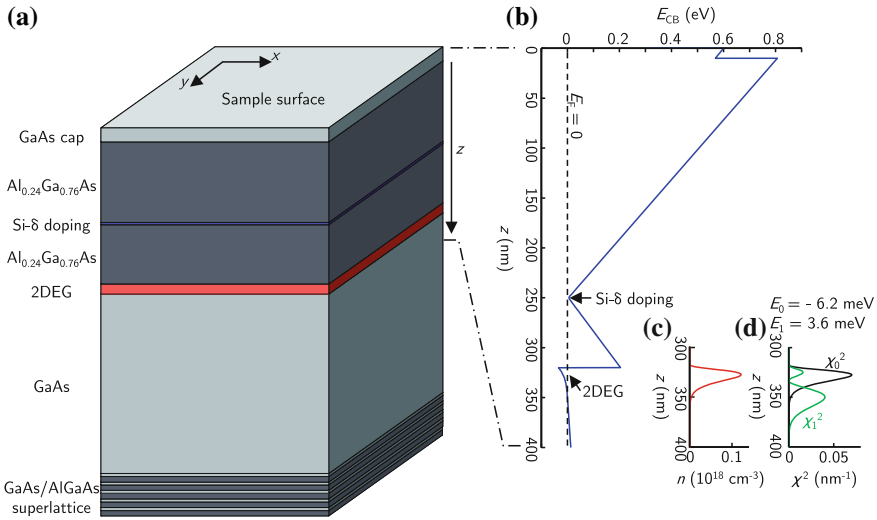 (a)
x
y
Sample surface
z
GaAs cap
Al0.24Ga0.76As
Si-δ doping
Al0.24Ga0.76As
2DEG
GaAs
GaAs/AlGaAs
superlattice
(b)
E_CB (eV)
0 0.2 0.4 0.6 0.8
0
50
100
150
200
250
300
350
400
z (nm)
E_F = 0
Si-δ doping
2DEG
(c)
300
350
400
z (nm)
0 0.1
n (10^18 cm-3)
E0 = - 6.2 meV
E1 = 3.6 meV
(d)
300
350
400
z (nm)
χ0^2
χ1^2
0 0.05
χ^2 (nm-1)